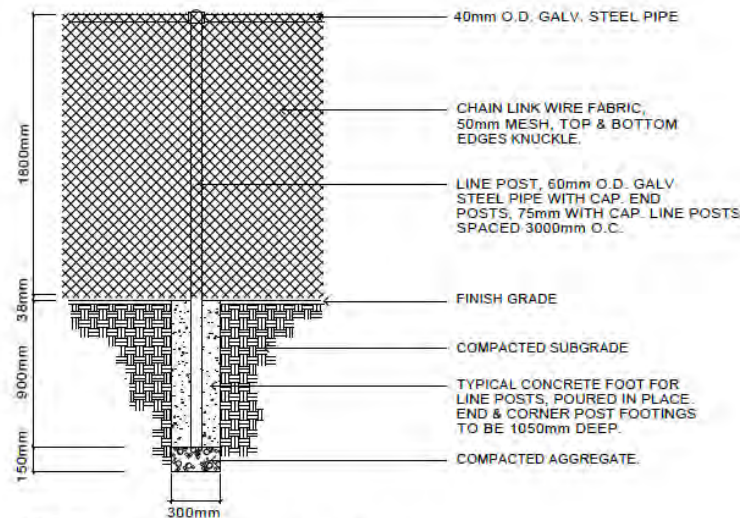 40mm O.D. GALV. STEEL PIPE
CHAIN LINK WIRE FABRIC,
50mm MESH, TOP & BOTTOM
EDGES KNUCKLE.
LINE POST, 60mm O.D. GALV
STEEL PIPE WITH CAP. END
POSTS, 75mm WITH CAP. LINE POSTS
SPACED 3000mm O.C.
FINISH GRADE
COMPACTED SUBGRADE
TYPICAL CONCRETE FOOT FOR
LINE POSTS, POURED IN PLACE.
END & CORNER POST FOOTINGS
TO BE 1050mm DEEP.
COMPACTED AGGREGATE.
1800mm
38mm
900mm
150mm
300mm